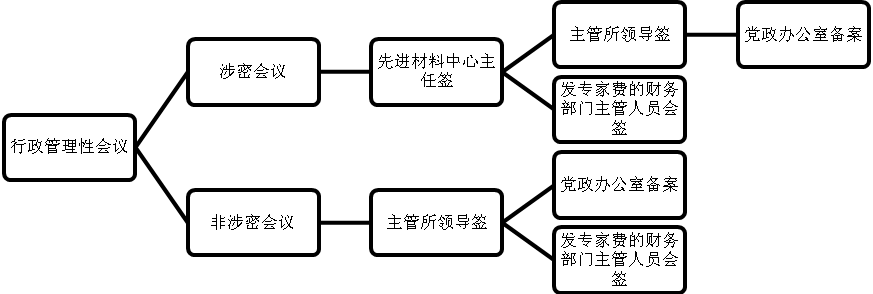 行政管理性会议
涉密会议
先进材料中心主
任签
主管所领导签
党政办公室备案
发专家费的财务
部门主管人员会
签
非涉密会议
主管所领导签
党政办公室备案
发专家费的财务
部门主管人员会
签